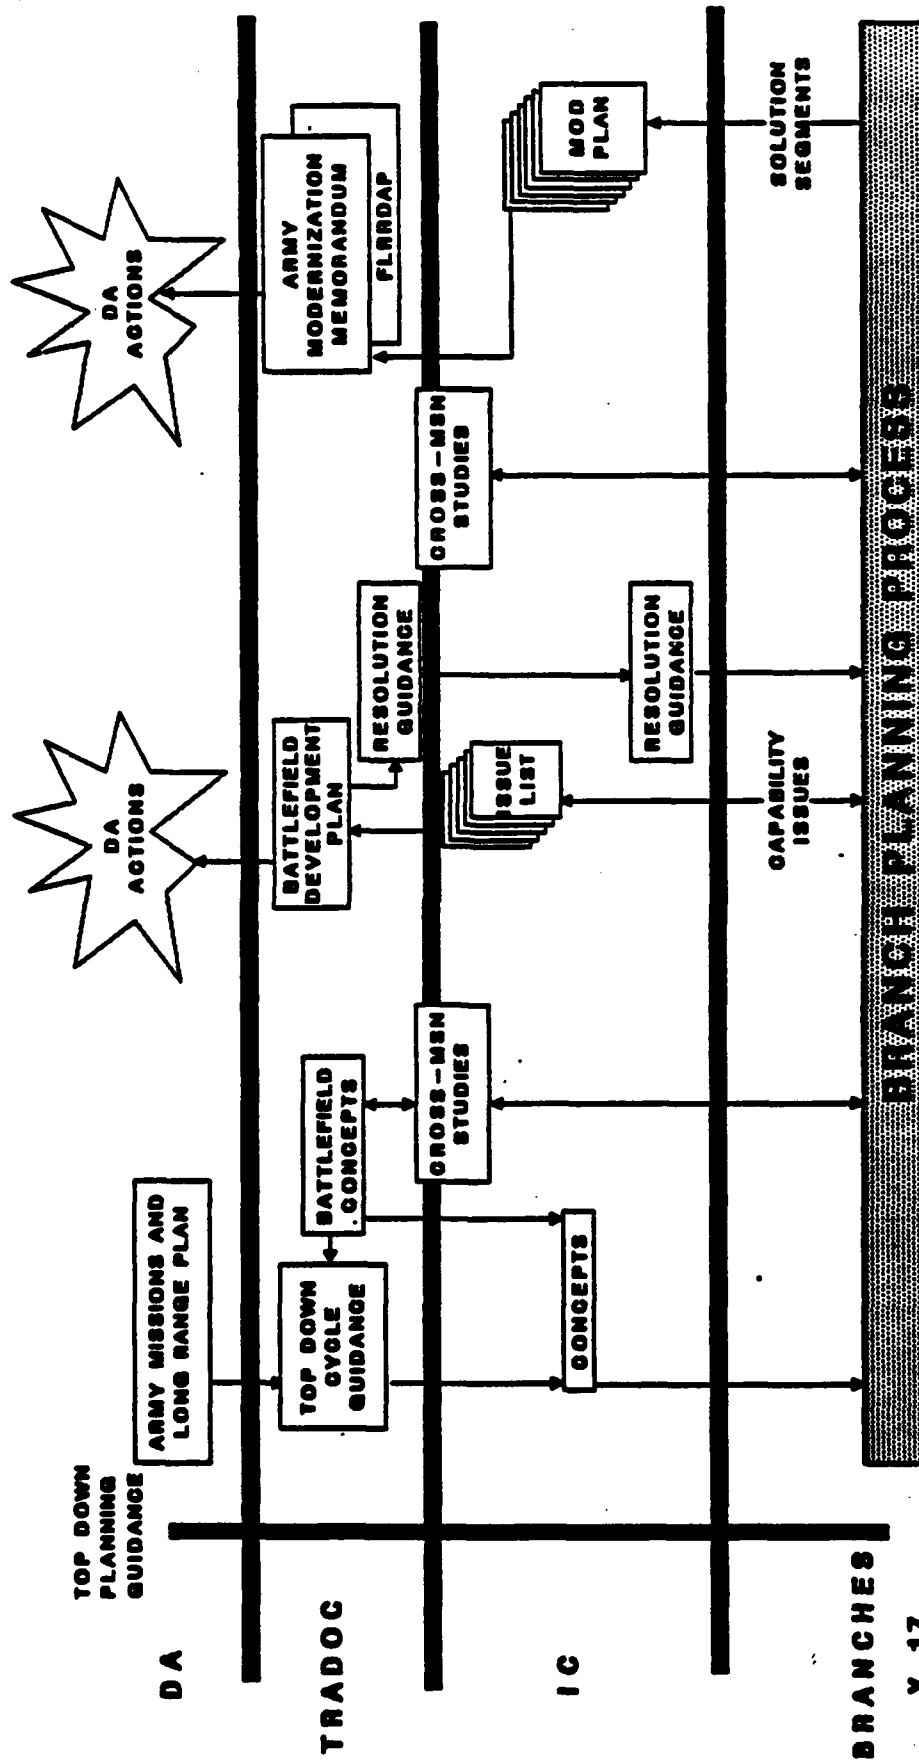 TOP DOWN
PLANNING
GUIDANCE
DA
ARMY MISSIONS AND
LONG RANGE PLAN
DA
ACTIONS
DA
ACTIONS
TRADOC
TOP DOWN
CYCLE
GUIDANCE
BATTLEFIELD
CONCEPTS
BATTLEFIELD
DEVELOPMENT
PLAN
RESOLUTION
GUIDANCE
ARMY
MODERNIZATION
MEMORANDUM
CROSS-MSN
STUDIES
CROSS-MSN
STUDIES
IC
CONCEPTS
ISSUE
LIST
RESOLUTION
GUIDANCE
MOD
PLAN
CAPABILITY
ISSUES
SOLUTION
SEGMENTS
BRANCHES
BRANCH PLANNING PROCESS